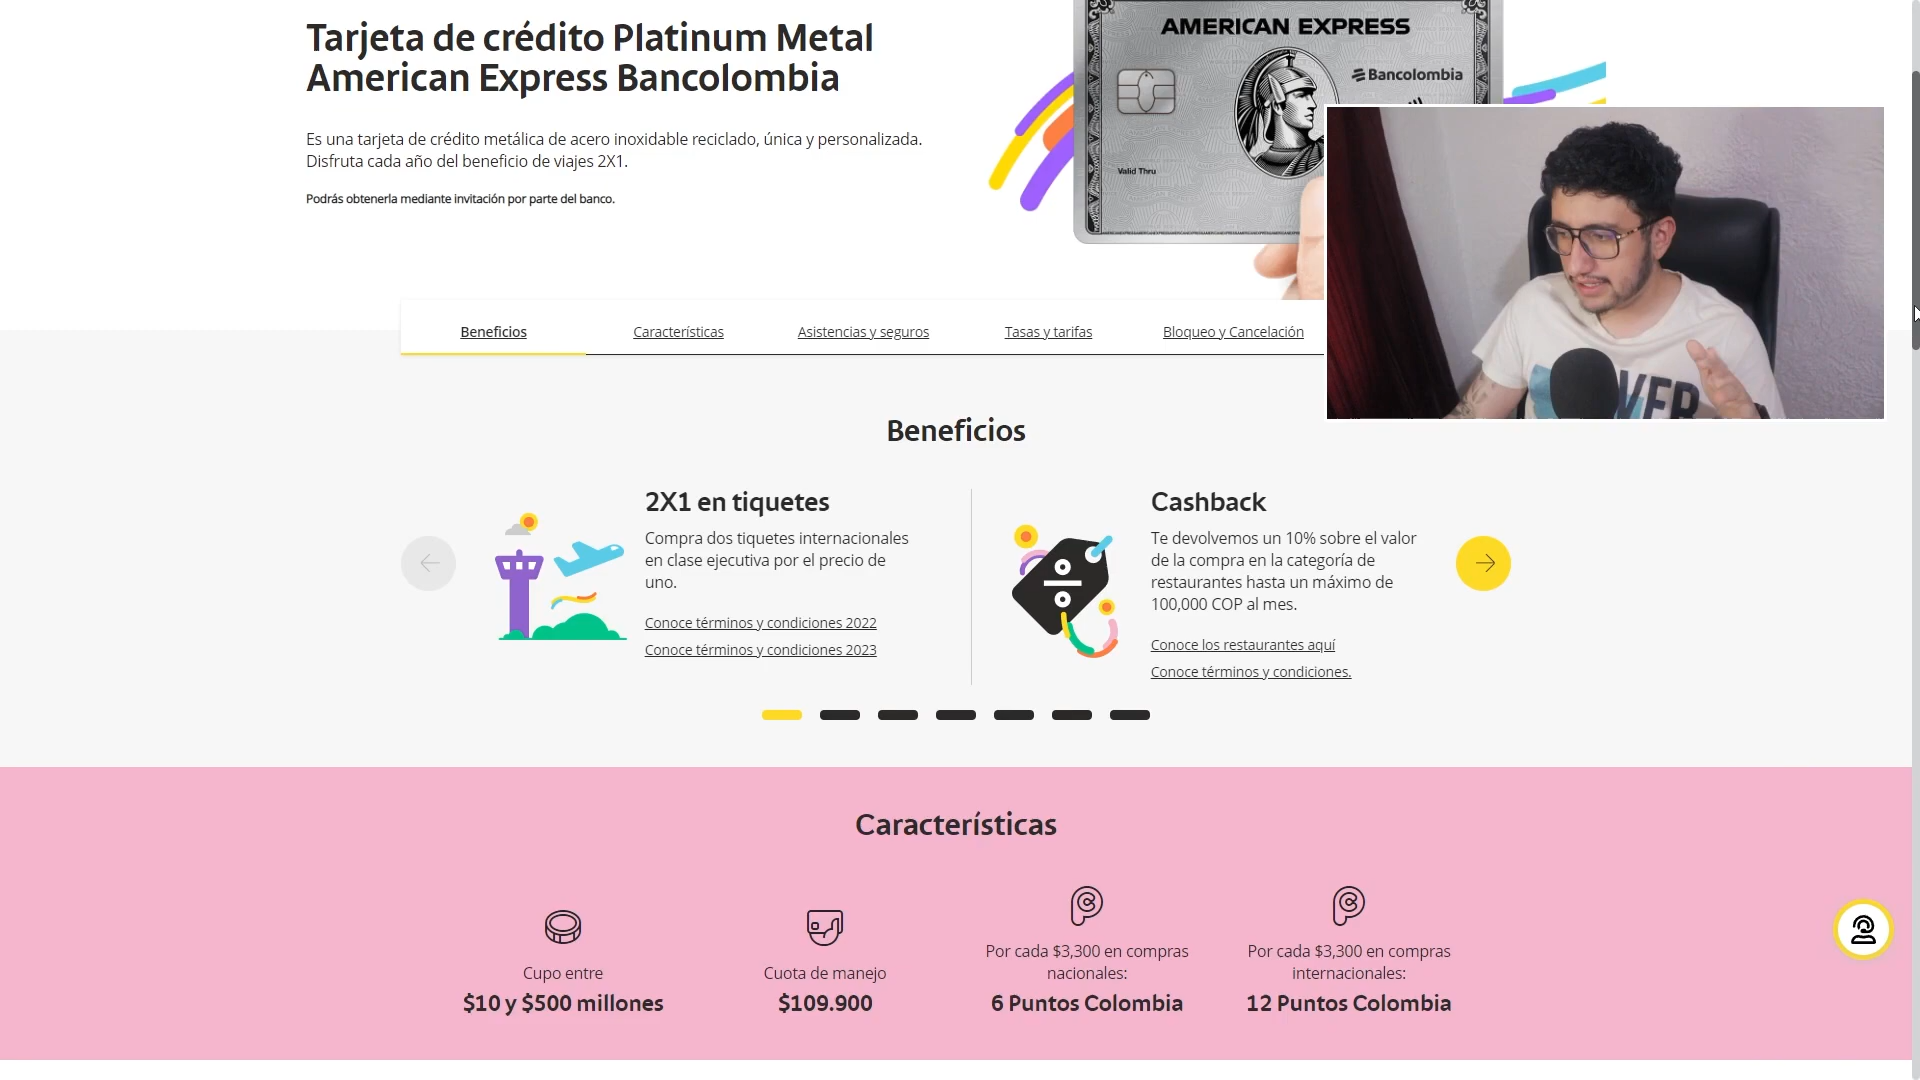 Tarjeta de crédito Platinum Metal
American Express Bancolombia
Es una tarjeta de crédito metálica de acero inoxidable reciclado, única y personalizada.
Disfruta cada año del beneficio de viajes 2X1.
Podrás obtenerla mediante invitación por parte del banco.
AMERICAN EXPRESS
Bancolombia
Valid Thru
Beneficios
Características
Asistencias y seguros
Tasas y tarifas
Bloqueo y Cancelación
Beneficios
2X1 en tiquetes
Compra dos tiquetes internacionales
en clase ejecutiva por el precio de
uno.
Conoce términos y condiciones 2022
Conoce términos y condiciones 2023
Cashback
Te devolvemos un 10% sobre el valor
de la compra en la categoría de
restaurantes hasta un máximo de
100,000 COP al mes.
Conoce los restaurantes aquí
Conoce términos y condiciones.
Características
Cupo entre
$10 y $500 millones
Cuota de manejo
$109.900
Por cada $3,300 en compras
nacionales:
6 Puntos Colombia
Por cada $3,300 en compras
internacionales:
12 Puntos Colombia